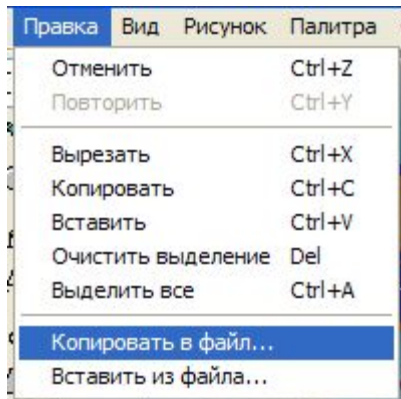 Правка Вид Рисунок Палитра
Отменить Ctrl+Z
Повторить Ctrl+Y
Вырезать Ctrl+X
Копировать Ctrl+C
Вставить Ctrl+V
Очистить выделение Del
Выделить все Ctrl+A
Копировать в файл...
Вставить из файла...